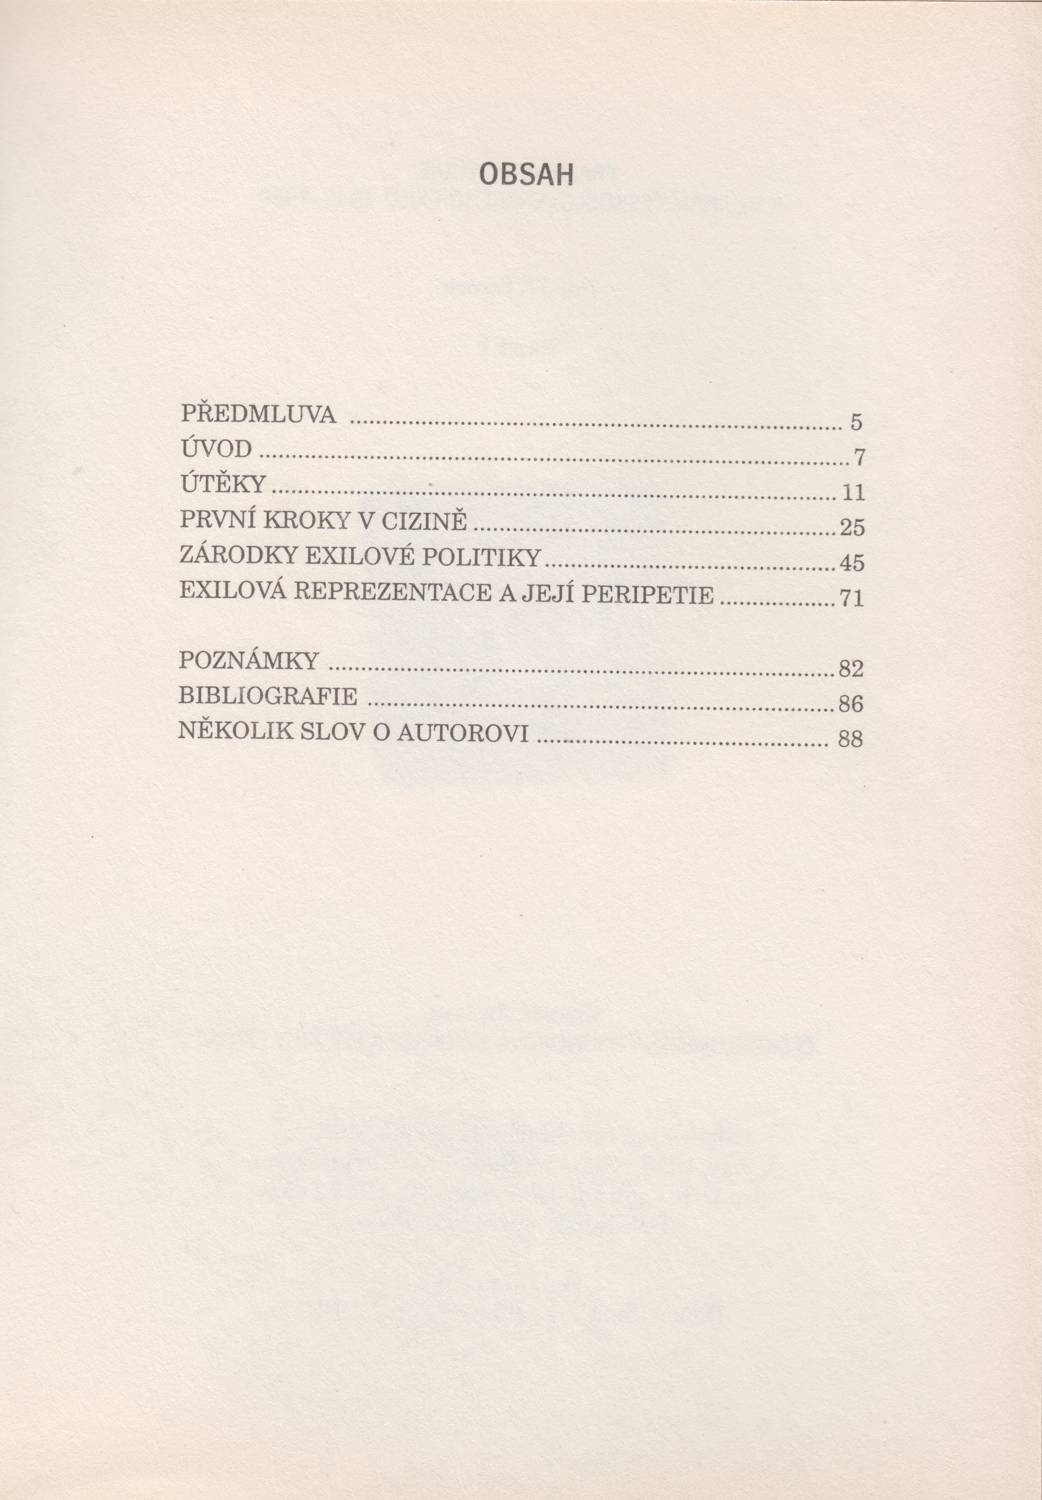 OBSAH
PŘEDMLUVA ........................................................................... 5
ÚVOD ........................................................................................... 7
ÚTĚKY ........................................................................................ 11
PRVNÍ KROKY V CIZINĚ ........................................................ 25
ZÁRODKY EXILOVÉ POLITIKY ............................................. 45
EXILOVÁ REPREZENTACE A JEJÍ PERIPETIE .................. 71
POZNÁMKY .............................................................................. 82
BIBLIOGRAFIE ........................................................................ 86
NĚKOLIK SLOV O AUTOROVI ............................................. 88